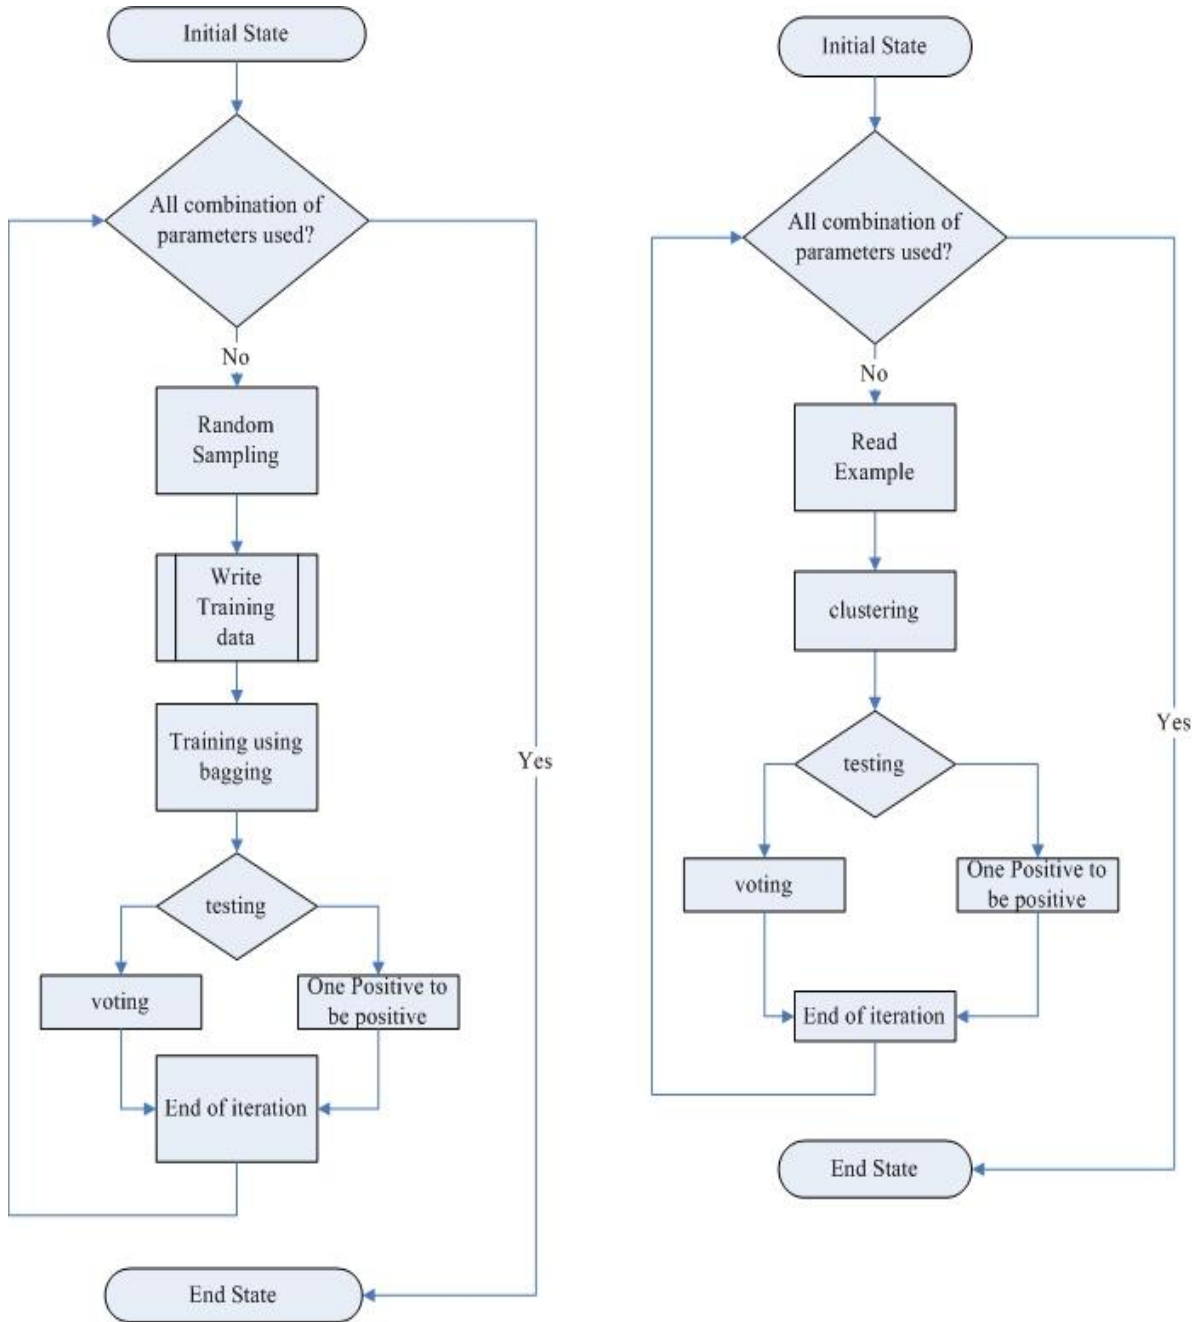 Initial State
All combination of
parameters used?
No
Random
Sampling
Write
Training
data
Training using
bagging
Yes
testing
voting
One Positive to
be positive
End of iteration
End State
Initial State
All combination of
parameters used?
No
Read
Example
clustering
Yes
testing
voting
One Positive to
be positive
End of iteration
End State